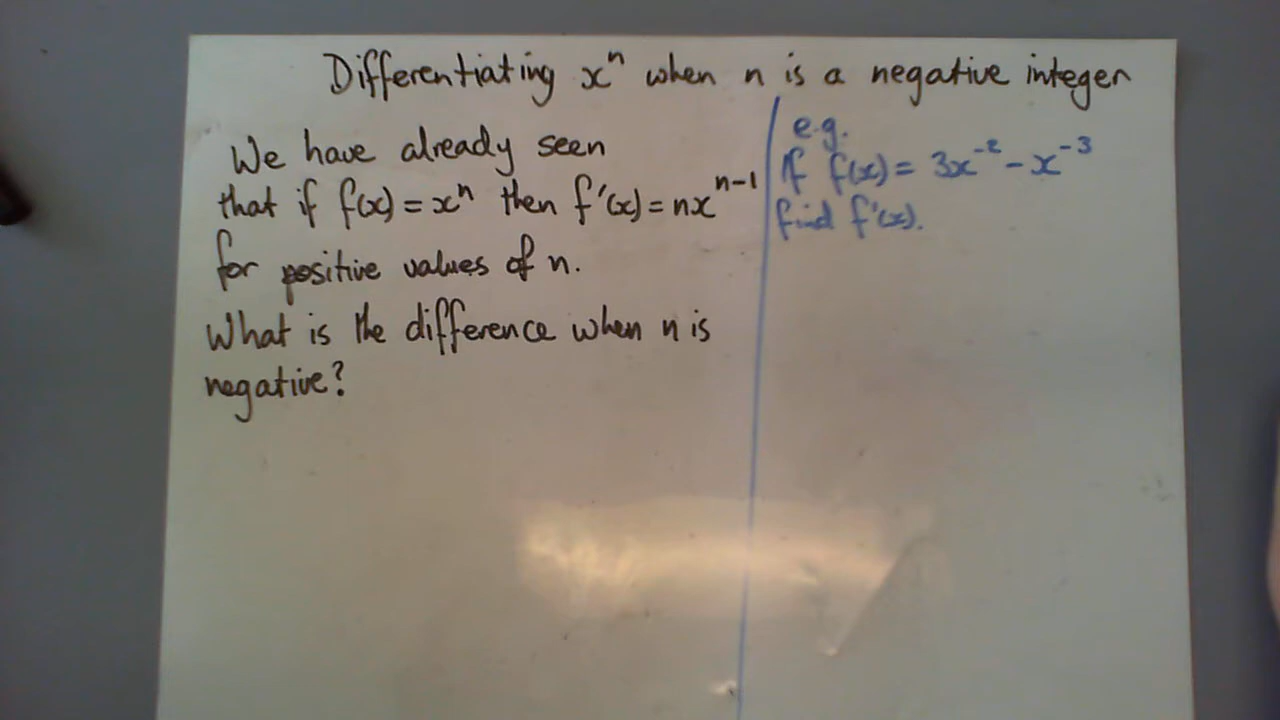 Differentiating xⁿ when n is a negative integer
We have already seen
that if f(x) = xⁿ then f'(x) = nxⁿ⁻¹
for positive values of n.
What is the difference when n is
negative?
e.g.
If f(x) = 3x⁻² - x⁻³
find f'(x).